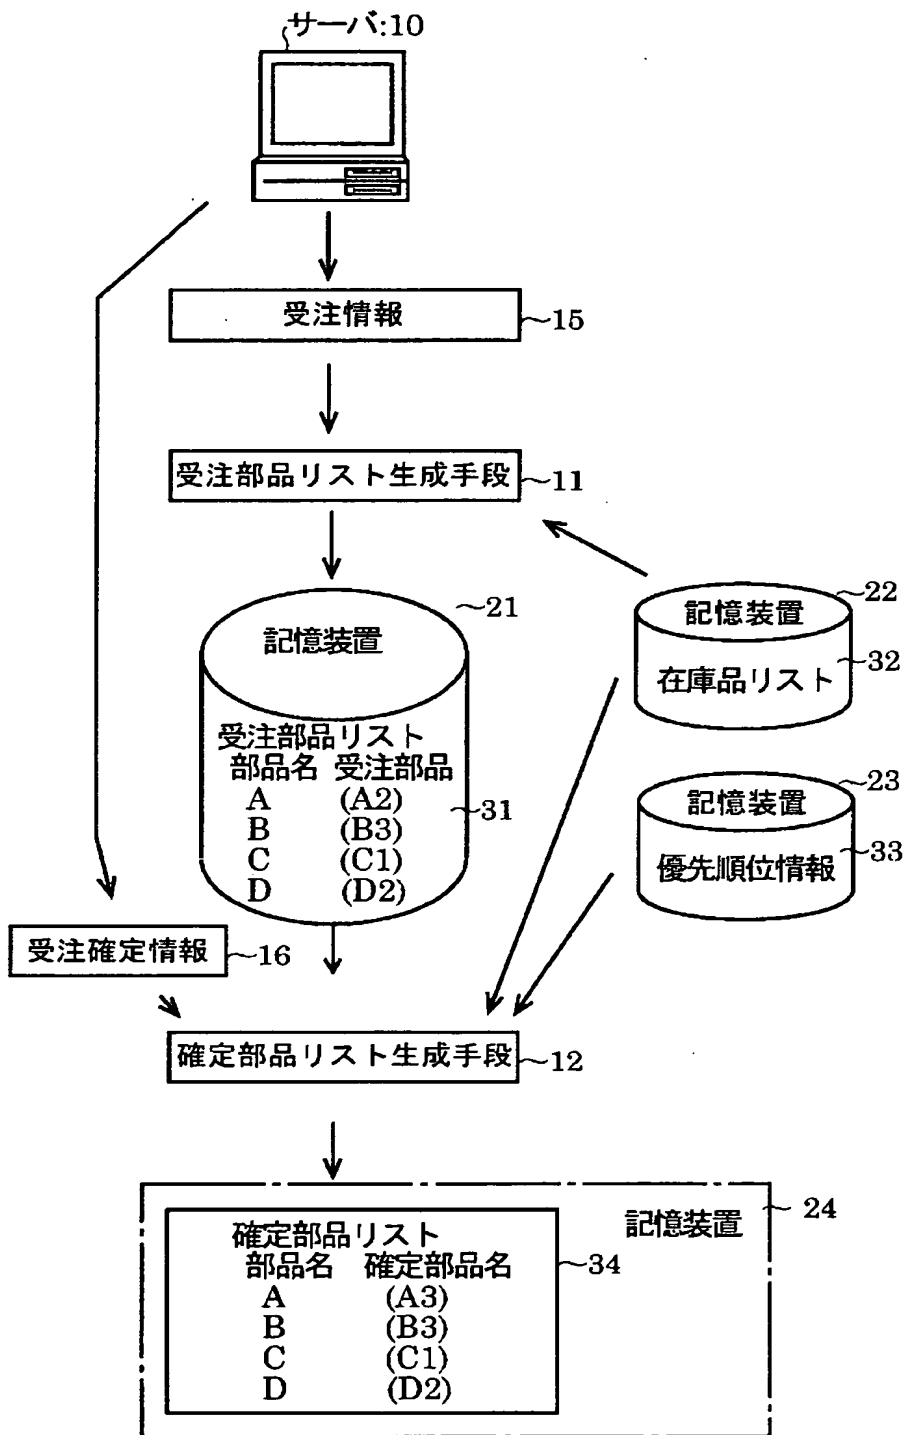 サーバ:10
受注情報
15
受注部品リスト生成手段
11
21
記憶装置
受注部品リスト
部品名 受注部品
A (A2)
B (B3)
C (C1)
D (D2)
31
22
記憶装置
32
在庫品リスト
23
記憶装置
33
優先順位情報
受注確定情報
16
確定部品リスト生成手段
12
24
記憶装置
確定部品リスト
部品名 確定部品名
34
A (A3)
B (B3)
C (C1)
D (D2)